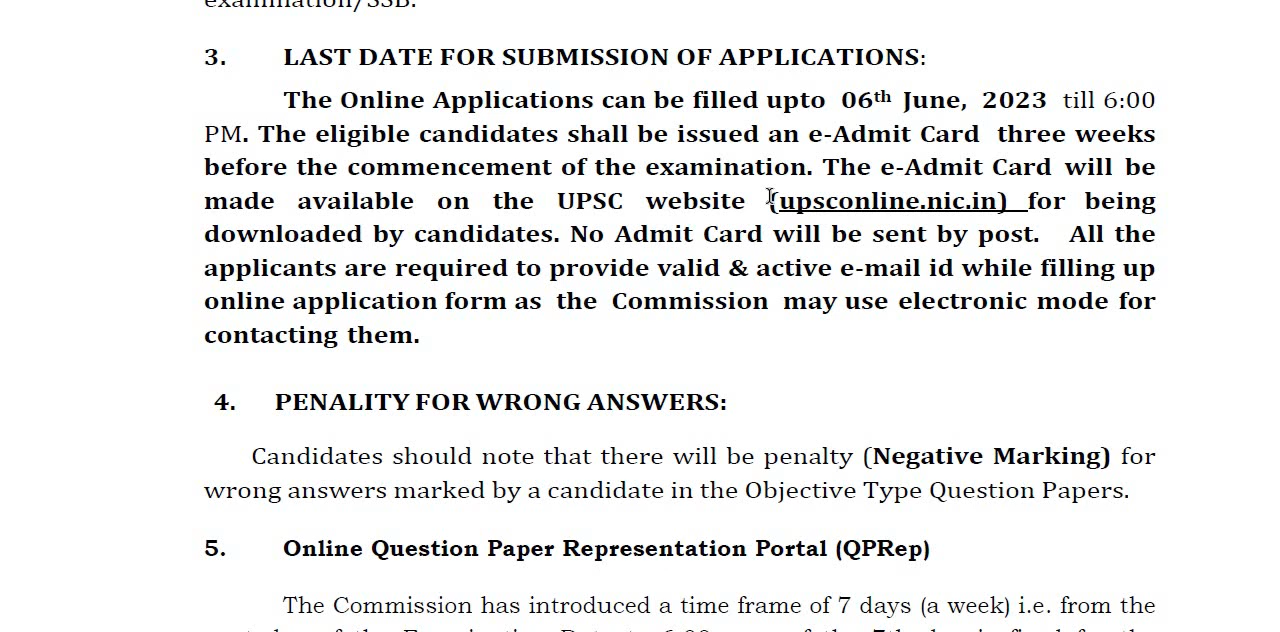 examination/SSB.
3. LAST DATE FOR SUBMISSION OF APPLICATIONS:
The Online Applications can be filled upto 06th June, 2023 till 6:00
PM. The eligible candidates shall be issued an e-Admit Card three weeks
before the commencement of the examination. The e-Admit Card will be
made available on the UPSC website (upsconline.nic.in) for being
downloaded by candidates. No Admit Card will be sent by post. All the
applicants are required to provide valid & active e-mail id while filling up
online application form as the Commission may use electronic mode for
contacting them.
4. PENALITY FOR WRONG ANSWERS:
Candidates should note that there will be penalty (Negative Marking) for
wrong answers marked by a candidate in the Objective Type Question Papers.
5. Online Question Paper Representation Portal (QPRep)
The Commission has introduced a time frame of 7 days (a week) i.e. from the